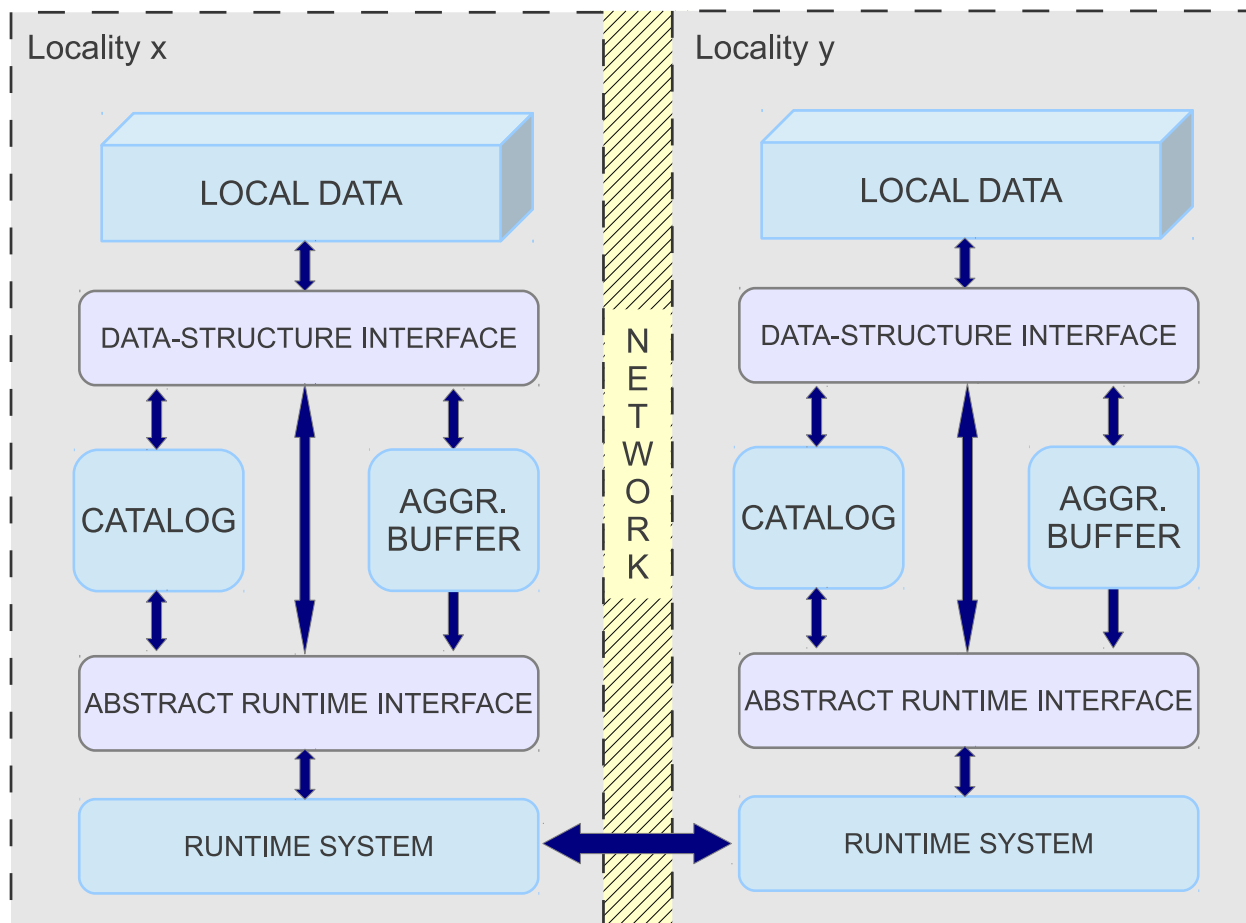 Locality x
LOCAL DATA
DATA-STRUCTURE INTERFACE
CATALOG
AGGR.
BUFFER
ABSTRACT RUNTIME INTERFACE
RUNTIME SYSTEM
N
E
T
W
O
R
K
Locality y
LOCAL DATA
DATA-STRUCTURE INTERFACE
CATALOG
AGGR.
BUFFER
ABSTRACT RUNTIME INTERFACE
RUNTIME SYSTEM